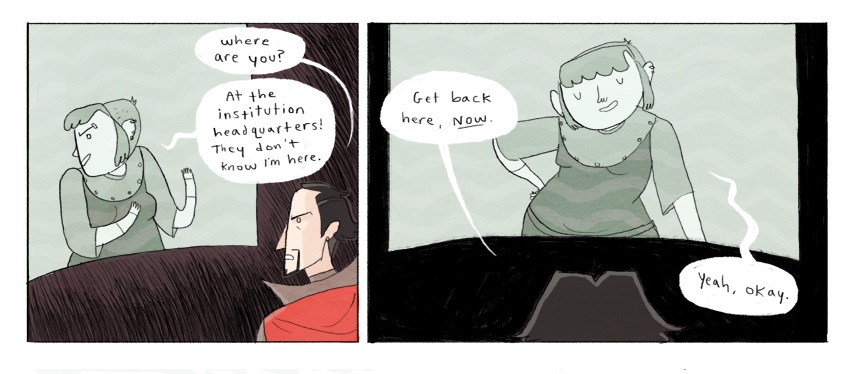 where
are you?
At the
institution
headquarters!
They don't
know I'm here.
Get back
here, NOW.
Yeah, okay.